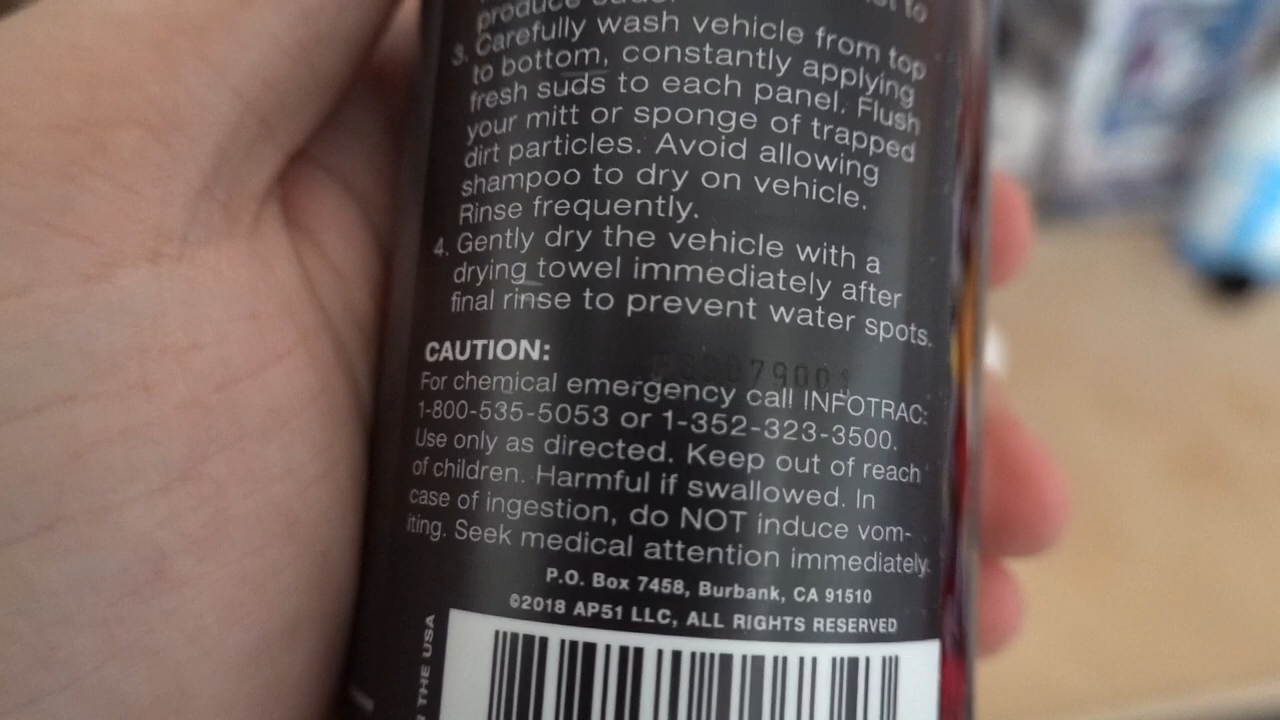 produce suds. to
3. Carefully wash vehicle from top
to bottom, constantly applying
fresh suds to each panel. Flush
your mitt or sponge of trapped
dirt particles. Avoid allowing
shampoo to dry on vehicle.
Rinse frequently.
4. Gently dry the vehicle with a
drying towel immediately after
final rinse to prevent water spots.
CAUTION:
For chemical emergency call INFOTRAC:
1-800-535-5053 or 1-352-323-3500.
Use only as directed. Keep out of reach
of children. Harmful if swallowed. In
case of ingestion, do NOT induce vom-
iting. Seek medical attention immediately.
P.O. Box 7458, Burbank, CA 91510
©2018 AP51 LLC, ALL RIGHTS RESERVED
THE USA